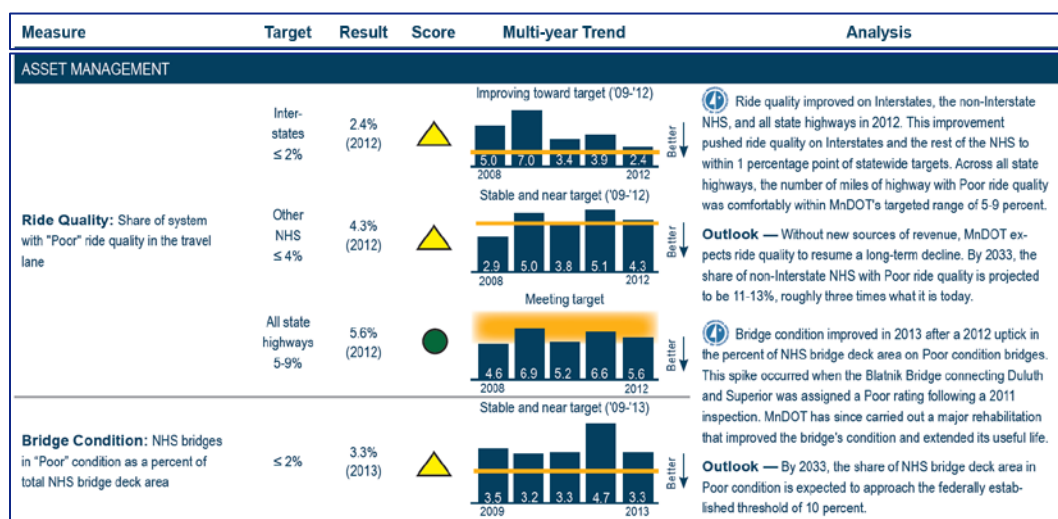 Measure Target Result Score Multi-year Trend Analysis
ASSET MANAGEMENT
Ride Quality: Share of system
with "Poor" ride quality in the travel
lane
Inter-
states
≤ 2%
2.4%
(2012)
Improving toward target ('09-'12)
5.0 7.0 3.4 3.9 2.4
2008 2012
Better
Other
NHS
≤ 4%
4.3%
(2012)
Stable and near target ('09-'12)
2.9 5.0 3.8 5.1 4.3
2008 2012
Better
All state
highways
5-9%
5.6%
(2012)
Meeting target
4.6 6.9 5.2 6.6 5.6
2008 2012
Better
Ride quality improved on Interstates, the non-Interstate
NHS, and all state highways in 2012. This improvement
pushed ride quality on Interstates and the rest of the NHS to
within 1 percentage point of statewide targets. Across all state
highways, the number of miles of highway with Poor ride quality
was comfortably within MnDOT's targeted range of 5-9 percent.
Outlook — Without new sources of revenue, MnDOT ex-
pects ride quality to resume a long-term decline. By 2033, the
share of non-Interstate NHS with Poor ride quality is projected
to be 11-13%, roughly three times what it is today.
Bridge Condition: NHS bridges
in "Poor" condition as a percent of
total NHS bridge deck area
≤ 2%
3.3%
(2013)
Stable and near target ('09-'13)
3.5 3.2 3.3 4.7 3.3
2009 2013
Better
Bridge condition improved in 2013 after a 2012 uptick in
the percent of NHS bridge deck area on Poor condition bridges.
This spike occurred when the Blatnik Bridge connecting Duluth
and Superior was assigned a Poor rating following a 2011
inspection. MnDOT has since carried out a major rehabilitation
that improved the bridge's condition and extended its useful life.
Outlook — By 2033, the share of NHS bridge deck area in
Poor condition is expected to approach the federally estab-
lished threshold of 10 percent.